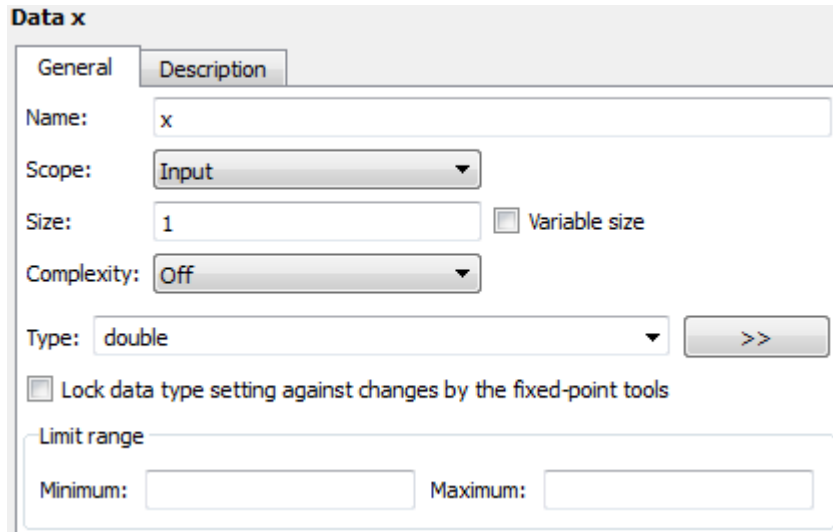 Data x
General Description
Name: x
Scope: Input
Size: 1 Variable size
Complexity: Off
Type: double >>
Lock data type setting against changes by the fixed-point tools
Limit range
Minimum: Maximum: